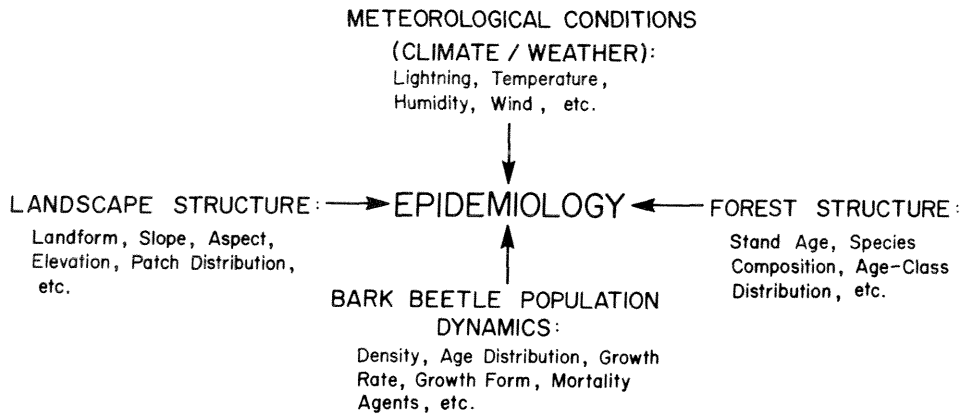 METEOROLOGICAL CONDITIONS
(CLIMATE / WEATHER):
Lightning, Temperature,
Humidity, Wind, etc.
LANDSCAPE STRUCTURE:
Landform, Slope, Aspect,
Elevation, Patch Distribution,
etc.
EPIDEMIOLOGY
FOREST STRUCTURE:
Stand Age, Species
Composition, Age-Class
Distribution, etc.
BARK BEETLE POPULATION
DYNAMICS:
Density, Age Distribution, Growth
Rate, Growth Form, Mortality
Agents, etc.